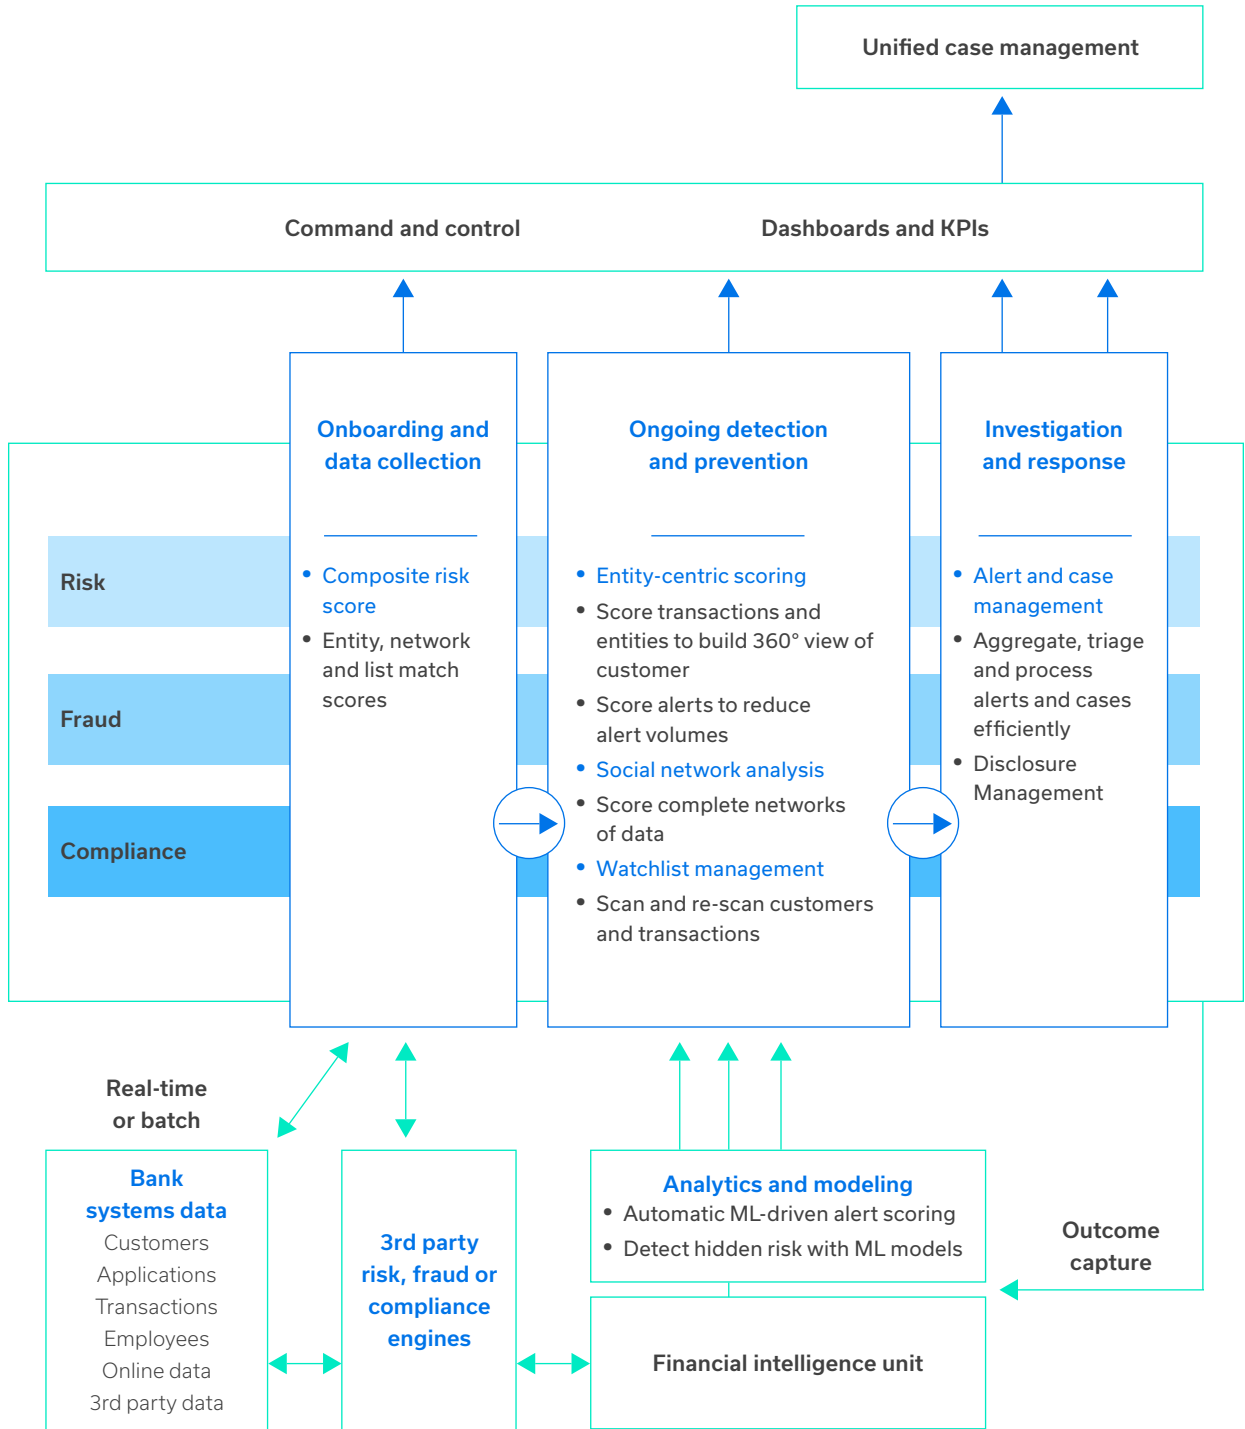 Unified case management
Command and control
Dashboards and KPIs
Onboarding and
data collection
• Composite risk
score
• Entity, network
and list match
scores
Ongoing detection
and prevention
• Entity-centric scoring
• Score transactions and
entities to build 360° view of
customer
• Score alerts to reduce
alert volumes
• Social network analysis
• Score complete networks
of data
• Watchlist management
• Scan and re-scan customers
and transactions
Investigation
and response
• Alert and case
management
• Aggregate, triage
and process
alerts and cases
efficiently
• Disclosure
Management
Risk
Fraud
Compliance
Real-time
or batch
Bank
systems data
Customers
Applications
Transactions
Employees
Online data
3rd party data
3rd party
risk, fraud or
compliance
engines
Analytics and modeling
• Automatic ML-driven alert scoring
• Detect hidden risk with ML models
Financial intelligence unit
Outcome
capture